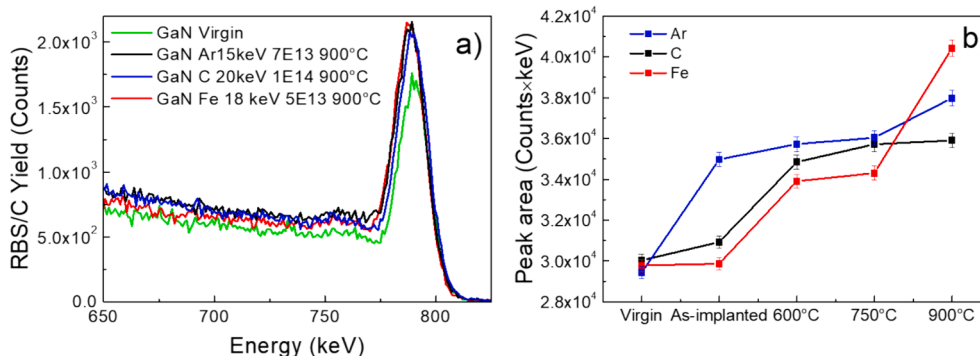 GaN Virgin
GaN Ar15keV 7E13 900°C
GaN C 20keV 1E14 900°C
GaN Fe 18 keV 5E13 900°C
a)
RBS/C Yield (Counts)
2.0x10³
1.5x10³
1.0x10³
5.0x10²
0.0
650
700
750
800
Energy (keV)
b
Ar
C
Fe
Peak area (Counts×keV)
4.2x10⁴
4.0x10⁴
3.8x10⁴
3.6x10⁴
3.4x10⁴
3.2x10⁴
3.0x10⁴
2.8x10⁴
Virgin
As-implanted
600°C
750°C
900°C